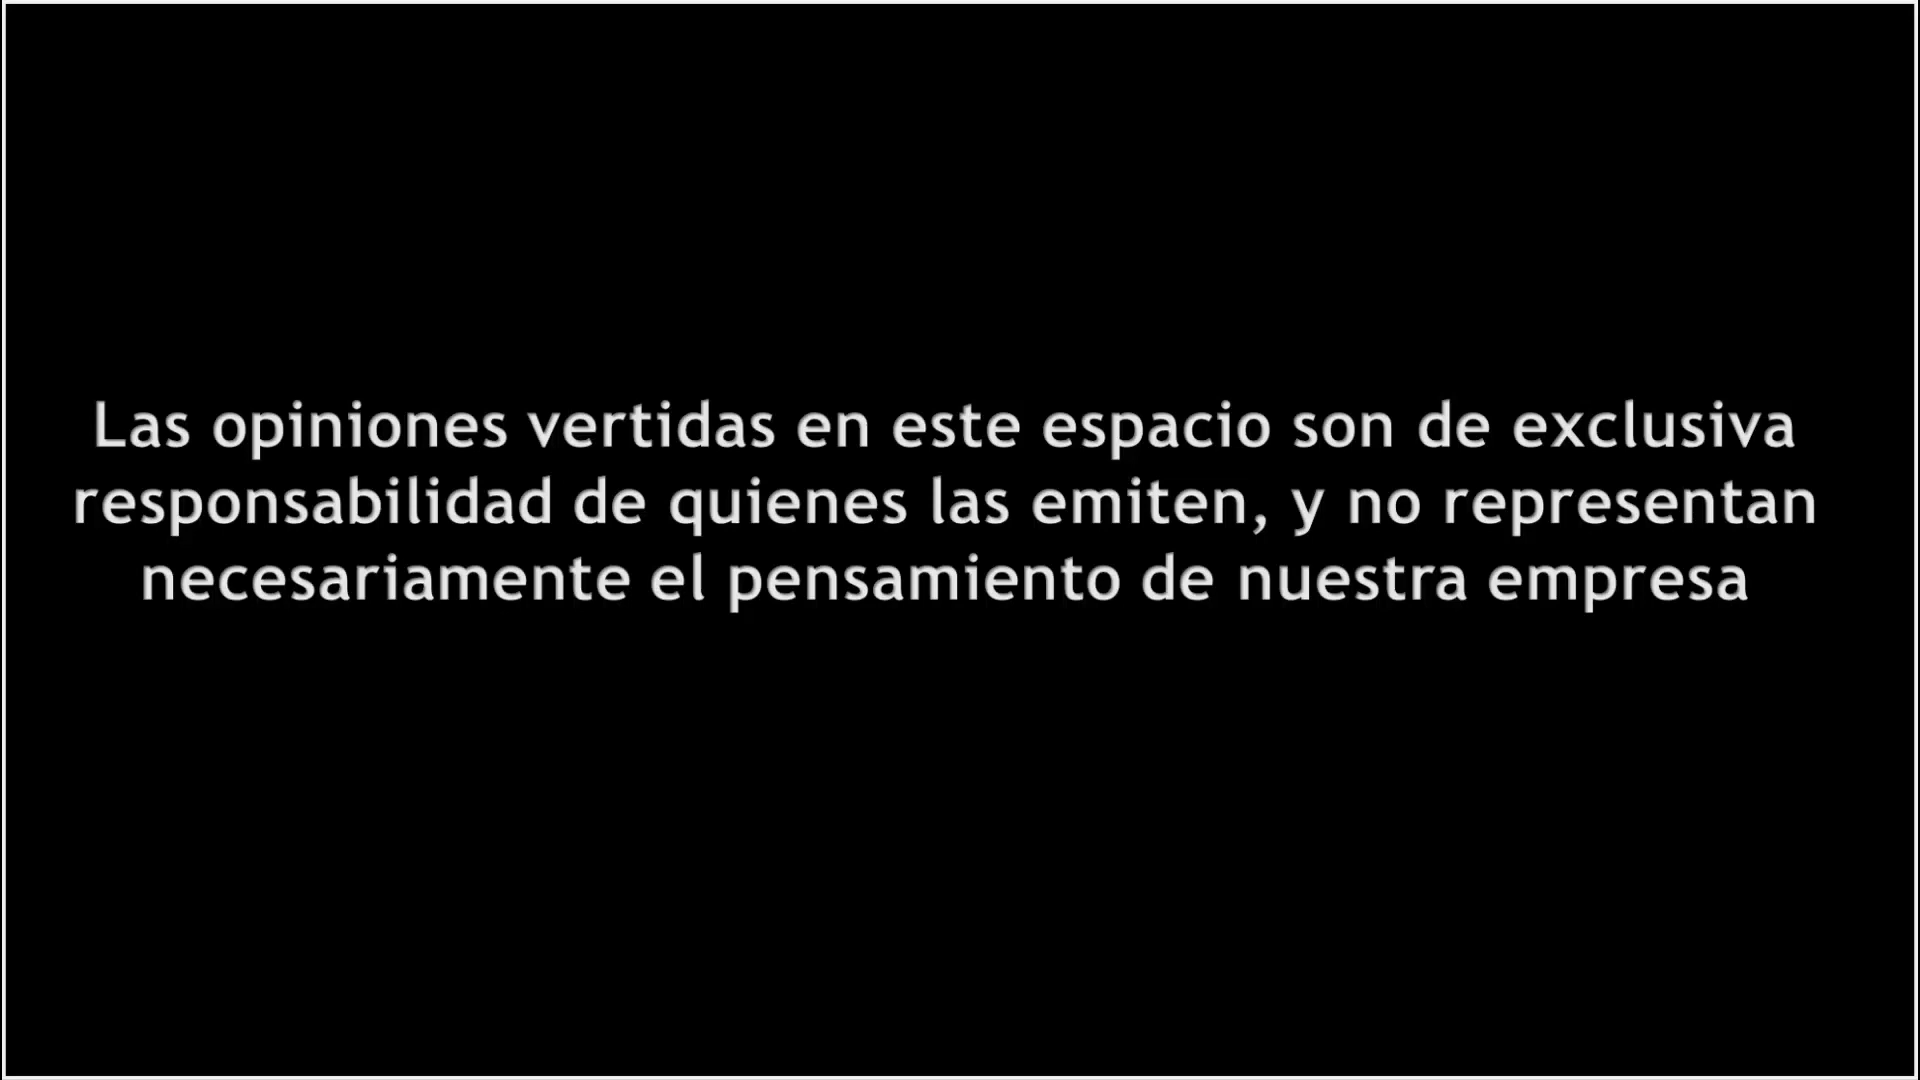 Las opiniones vertidas en este espacio son de exclusiva
responsabilidad de quienes las emiten, y no representan
necesariamente el pensamiento de nuestra empresa